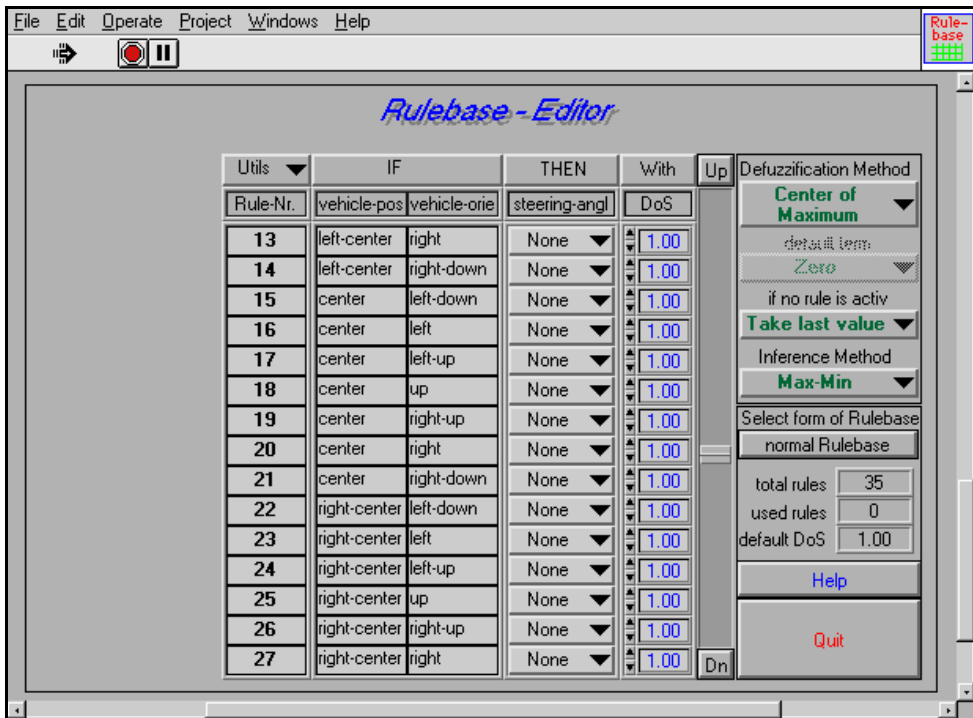 File Edit Operate Project Windows Help
Rule-
base
Rulebase - Editor
Utils IF THEN With Up
Rule-Nr. vehicle-pos vehicle-orie steering-angl DoS
13 left-center right None 1.00
14 left-center right-down None 1.00
15 center left-down None 1.00
16 center left None 1.00
17 center left-up None 1.00
18 center up None 1.00
19 center right-up None 1.00
20 center right None 1.00
21 center right-down None 1.00
22 right-center left-down None 1.00
23 right-center left None 1.00
24 right-center left-up None 1.00
25 right-center up None 1.00
26 right-center right-up None 1.00
27 right-center right None 1.00
Dn
Defuzzification Method
Center of
Maximum
default term
Zero
if no rule is activ
Take last value
Inference Method
Max-Min
Select form of Rulebase
normal Rulebase
total rules 35
used rules 0
default DoS 1.00
Help
Quit